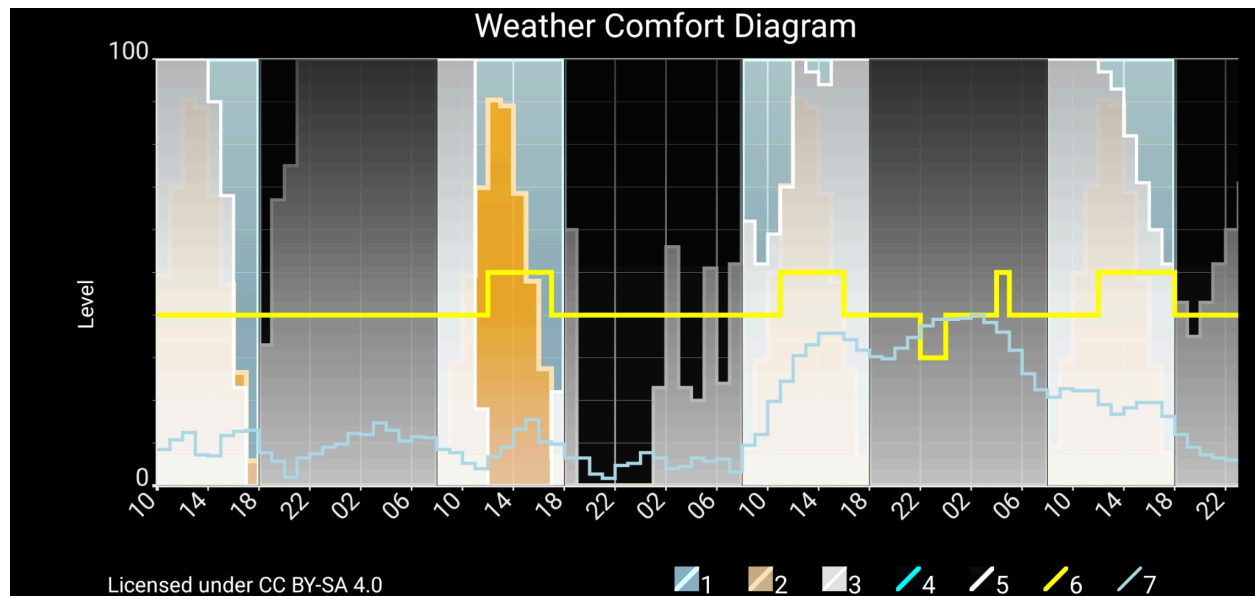 Weather Comfort Diagram
100
Level
0
10 14 18 22 02 06 10 14 18 22 02 06 10 14 18 22 02 06 10 14 18 22
Licensed under CC BY-SA 4.0 1 2 3 4 5 6 7